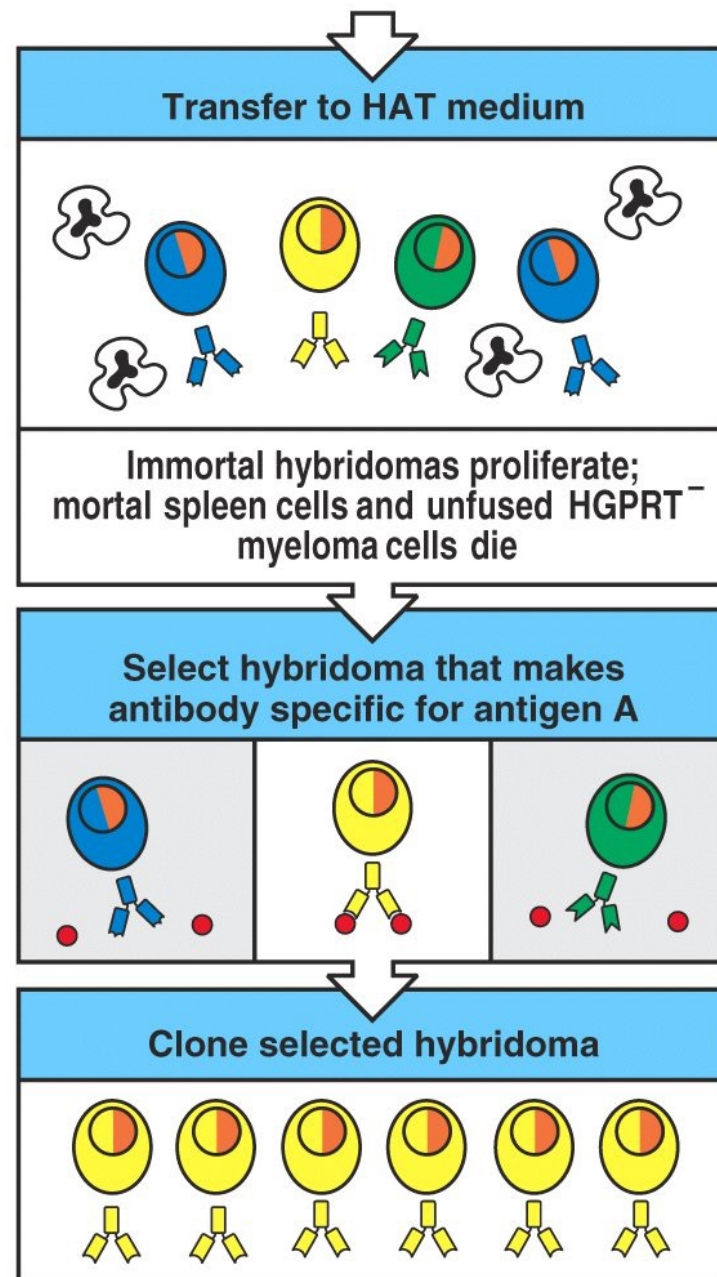 Transfer to HAT medium
Immortal hybridomas proliferate;
mortal spleen cells and unfused HGPRT⁻
myeloma cells die
Select hybridoma that makes
antibody specific for antigen A
Clone selected hybridoma